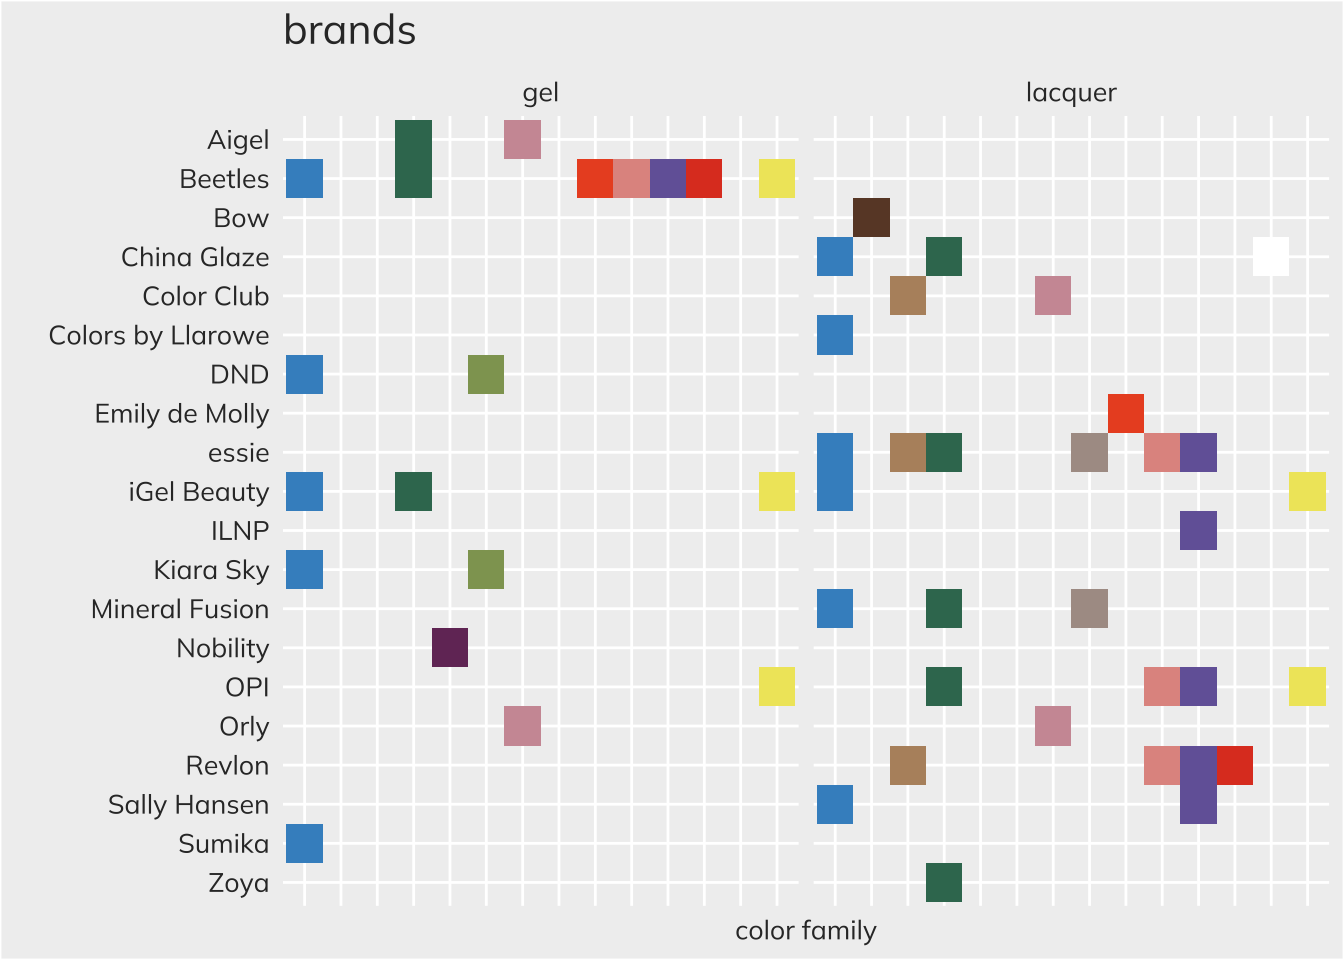 brands
gel
lacquer
Aigel
Beetles
Bow
China Glaze
Color Club
Colors by Llarowe
DND
Emily de Molly
essie
iGel Beauty
ILNP
Kiara Sky
Mineral Fusion
Nobility
OPI
Orly
Revlon
Sally Hansen
Sumika
Zoya
color family